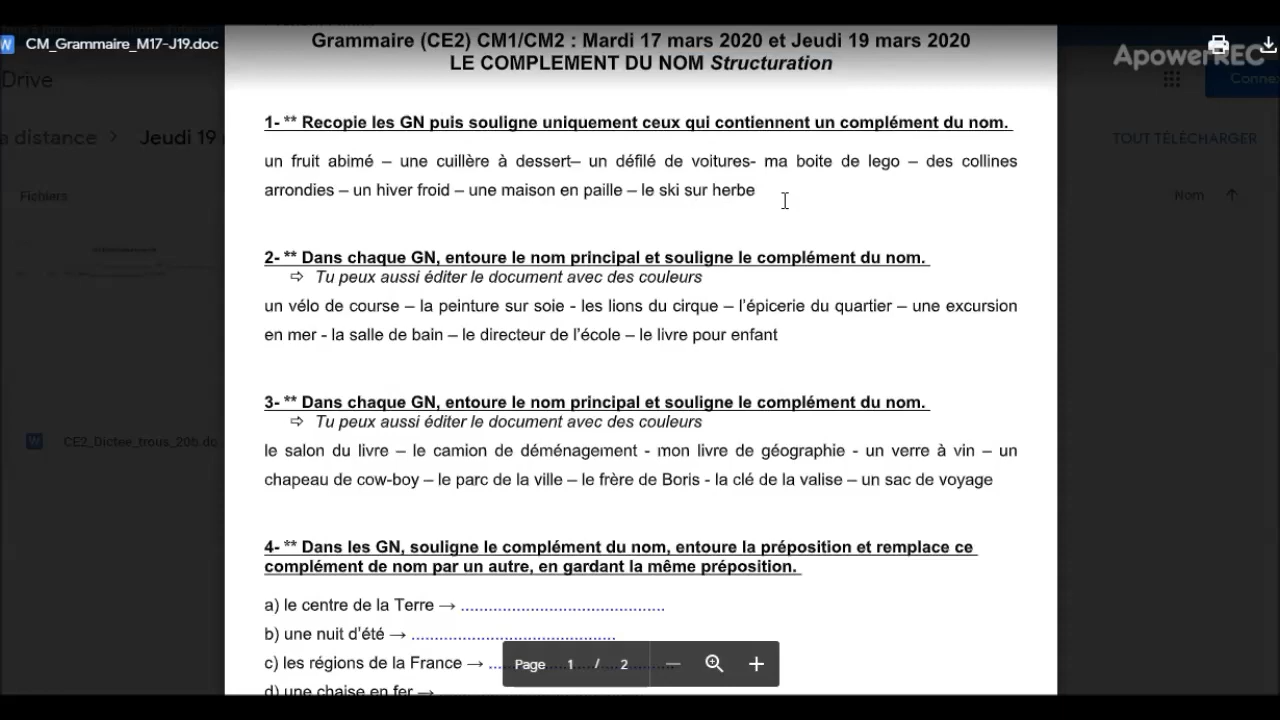 CM_Grammaire_M17-J19.doc
ApowerREC
Drive
Conne
a distance > Jeudi 19
TOUT TÉLÉCHARGER
Fichiers
Nom
CE2_Dictee_trous_206.do
Grammaire (CE2) CM1/CM2 : Mardi 17 mars 2020 et Jeudi 19 mars 2020
LE COMPLEMENT DU NOM Structuration
1- ** Recopie les GN puis souligne uniquement ceux qui contiennent un complément du nom.
un fruit abimé – une cuillère à dessert– un défilé de voitures- ma boite de lego – des collines
arrondies – un hiver froid – une maison en paille – le ski sur herbe
2- ** Dans chaque GN, entoure le nom principal et souligne le complément du nom.
⇨ Tu peux aussi éditer le document avec des couleurs
un vélo de course – la peinture sur soie - les lions du cirque – l’épicerie du quartier – une excursion
en mer - la salle de bain – le directeur de l’école – le livre pour enfant
3- ** Dans chaque GN, entoure le nom principal et souligne le complément du nom.
⇨ Tu peux aussi éditer le document avec des couleurs
le salon du livre – le camion de déménagement - mon livre de géographie - un verre à vin – un
chapeau de cow-boy – le parc de la ville – le frère de Boris - la clé de la valise – un sac de voyage
4- ** Dans les GN, souligne le complément du nom, entoure la préposition et remplace ce
complément de nom par un autre, en gardant la même préposition.
a) le centre de la Terre → ............................................
b) une nuit d’été → ............................................
c) les régions de la France → ....
d) une chaise en fer →
Page 1 / 2